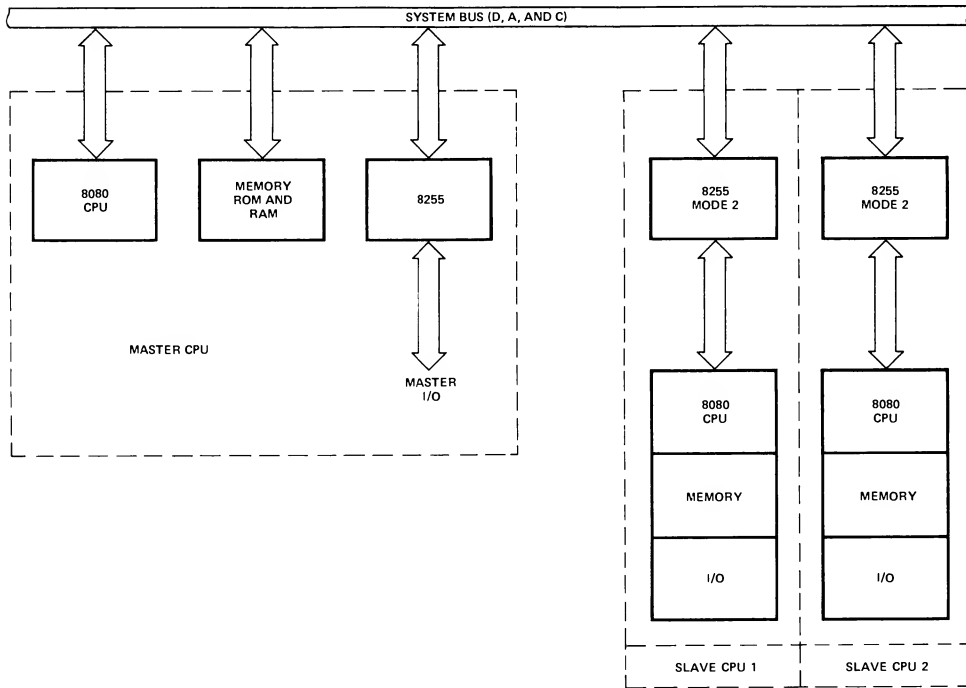 SYSTEM BUS (D, A, AND C)
8080
CPU
MEMORY
ROM AND
RAM
8255
MASTER CPU
MASTER
I/O
8255
MODE 2
8080
CPU
MEMORY
I/O
SLAVE CPU 1
8255
MODE 2
8080
CPU
MEMORY
I/O
SLAVE CPU 2